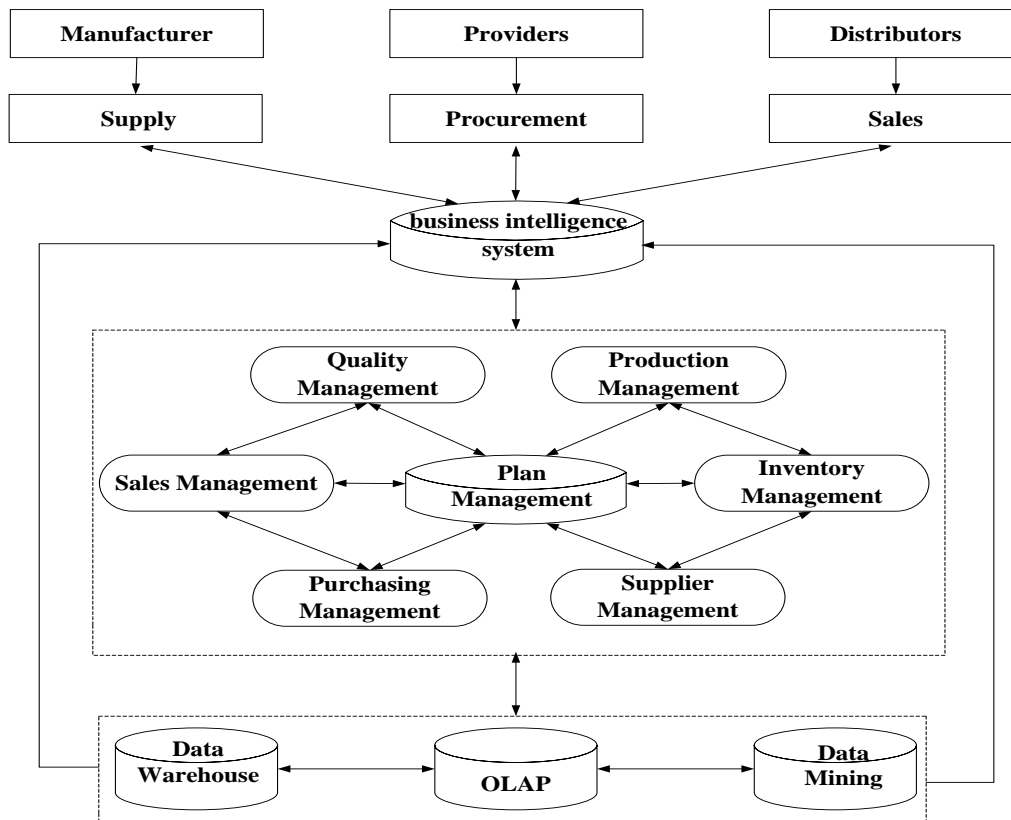 Manufacturer
Providers
Distributors
Supply
Procurement
Sales
business intelligence
system
Quality
Management
Production
Management
Sales Management
Plan
Management
Inventory
Management
Purchasing
Management
Supplier
Management
Data
Warehouse
OLAP
Data
Mining